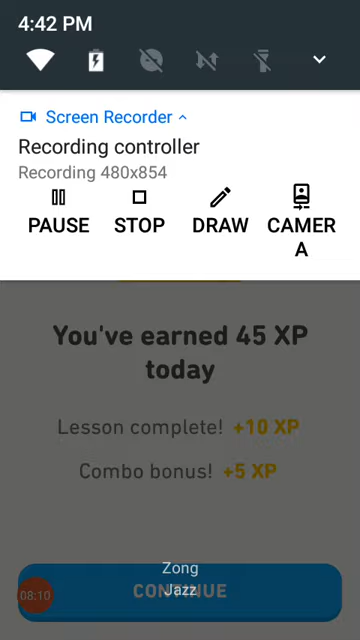 4:42 PM
Screen Recorder
Recording controller
Recording 480x854
PAUSE STOP DRAW CAMER
A
You've earned 45 XP
today
Lesson complete! +10 XP
Combo bonus! +5 XP
Zong
Jazz
08:10
CONTINUE